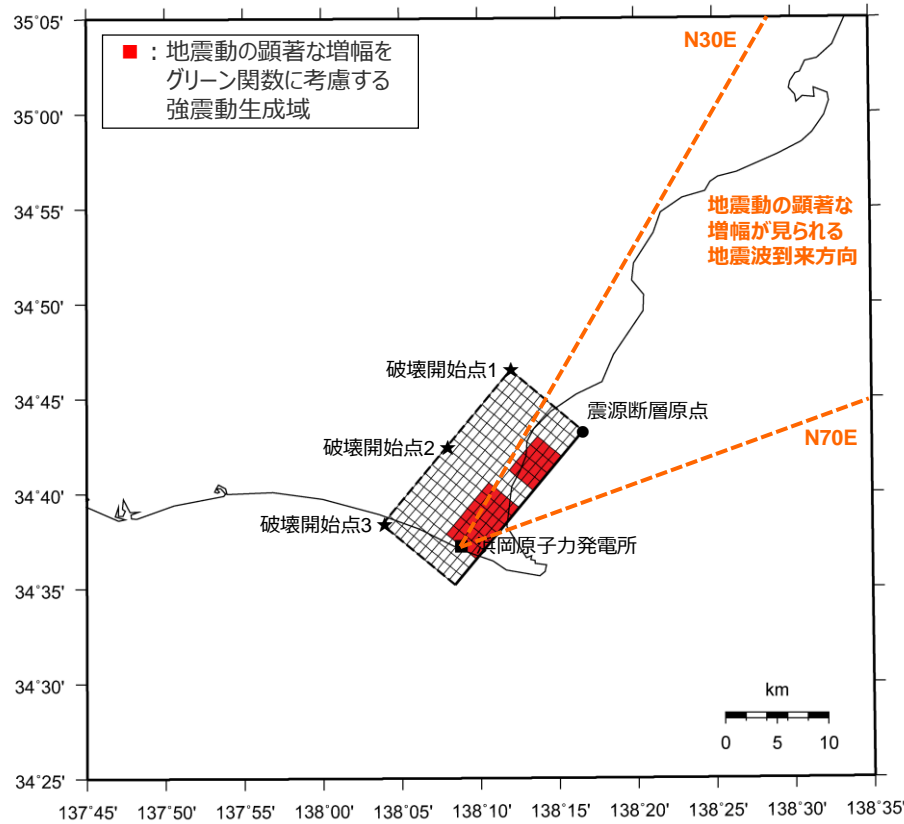 35°05'
N30E
■ : 地震動の顕著な増幅を
グリーン関数に考慮する
強震動生成域
35°00'
34°55'
地震動の顕著な
増幅が見られる
地震波到来方向
34°50'
破壊開始点1
34°45'
震源断層原点
N70E
破壊開始点2
34°40'
破壊開始点3
浜岡原子力発電所
34°35'
34°30'
km
0 5 10
34°25'
137°45' 137°50' 137°55' 138°00' 138°05' 138°10' 138°15' 138°20' 138°25' 138°30' 138°35'